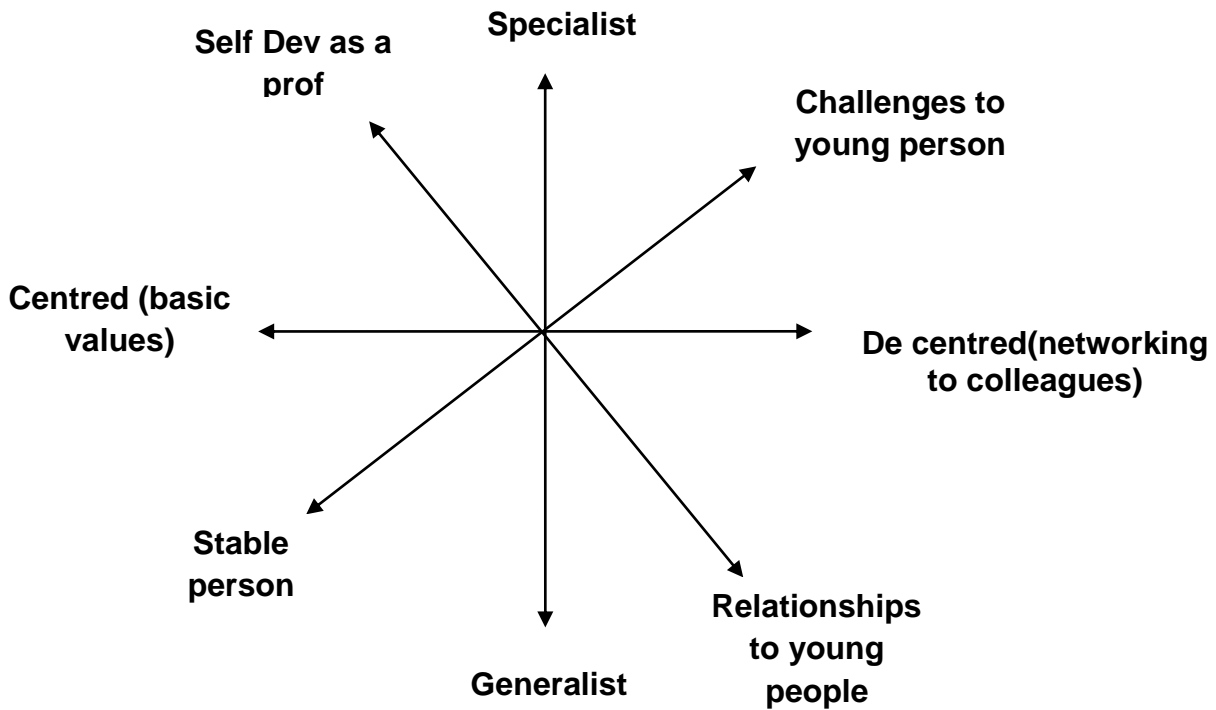 Specialist
Self Dev as a
prof
Challenges to
young person
Centred (basic
values)
De centred(networking
to colleagues)
Stable
person
Relationships
to young
people
Generalist